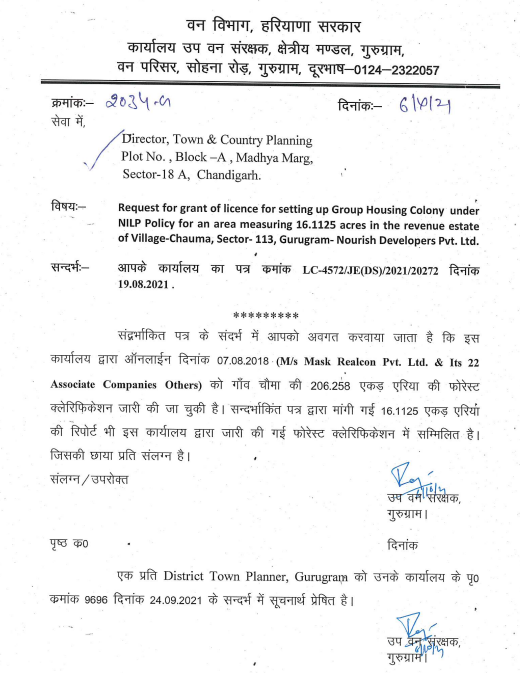 वन विभाग, हरियाणा सरकार
कार्यालय उप वन संरक्षक, क्षेत्रीय मण्डल, गुरुग्राम,
वन परिसर, सोहना रोड़, गुरुग्राम, दूरभाष–0124–2322057
क्रमांकः– 2034-G दिनांकः–
सेवा में,
Director, Town & Country Planning
Plot No. , Block –A , Madhya Marg,
Sector-18 A, Chandigarh.
विषयः– Request for grant of licence for setting up Group Housing Colony under
NILP Policy for an area measuring 16.1125 acres in the revenue estate
of Village-Chauma, Sector- 113, Gurugram- Nourish Developers Pvt. Ltd.
सन्दर्भः– आपके कार्यालय का पत्र कमांक LC-4572/JE(DS)/2021/20272 दिनांक
19.08.2021 .
*********
संद्रर्भाकित पत्र के संदर्भ में आपको अवगत करवाया जाता है कि इस
कार्यालय द्वारा ऑनलाईन दिनांक 07.08.2018 (M/s Mask Realcon Pvt. Ltd. & Its 22
Associate Companies Others) को गॉव चौमा की 206.258 एकड़ एरिया की फोरेस्ट
क्लेरिफिकेशन जारी की जा चुकी है। सन्दर्भाकिंत पत्र द्वारा मांगी गई 16.1125 एकड़ एरिया
की रिपोर्ट भी इस कार्यालय द्वारा जारी की गई फोरेस्ट क्लेरिफिकेशन में सम्मिलित है।
जिसकी छाया प्रति संलग्न है।
संलग्न/उपरोक्त
उप वन संरक्षक,
गुरुग्राम।
पृष्ठ क0 दिनांक
एक प्रति District Town Planner, Gurugram को उनके कार्यालय के पृ0
कमांक 9696 दिनांक 24.09.2021 के सन्दर्भ में सूचनार्थ प्रेषित है।
उप वन संरक्षक,
गुरुग्राम।